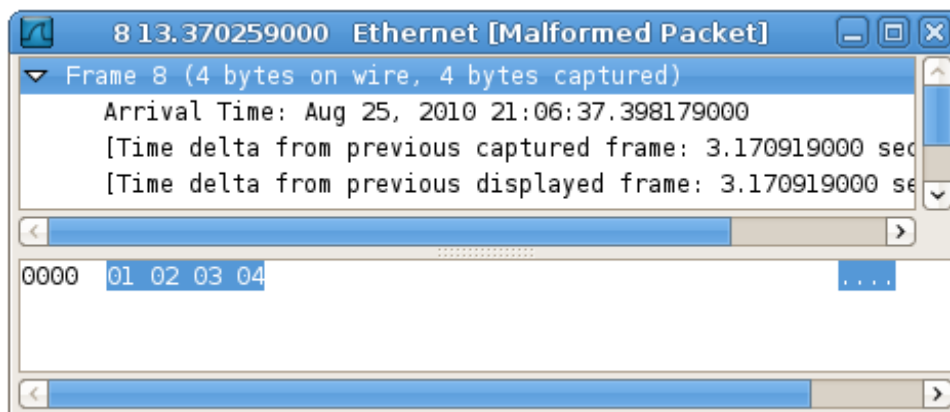 8 13.370259000 Ethernet [Malformed Packet]
Frame 8 (4 bytes on wire, 4 bytes captured)
Arrival Time: Aug 25, 2010 21:06:37.398179000
[Time delta from previous captured frame: 3.170919000 sec
[Time delta from previous displayed frame: 3.170919000 se
0000 01 02 03 04 ....